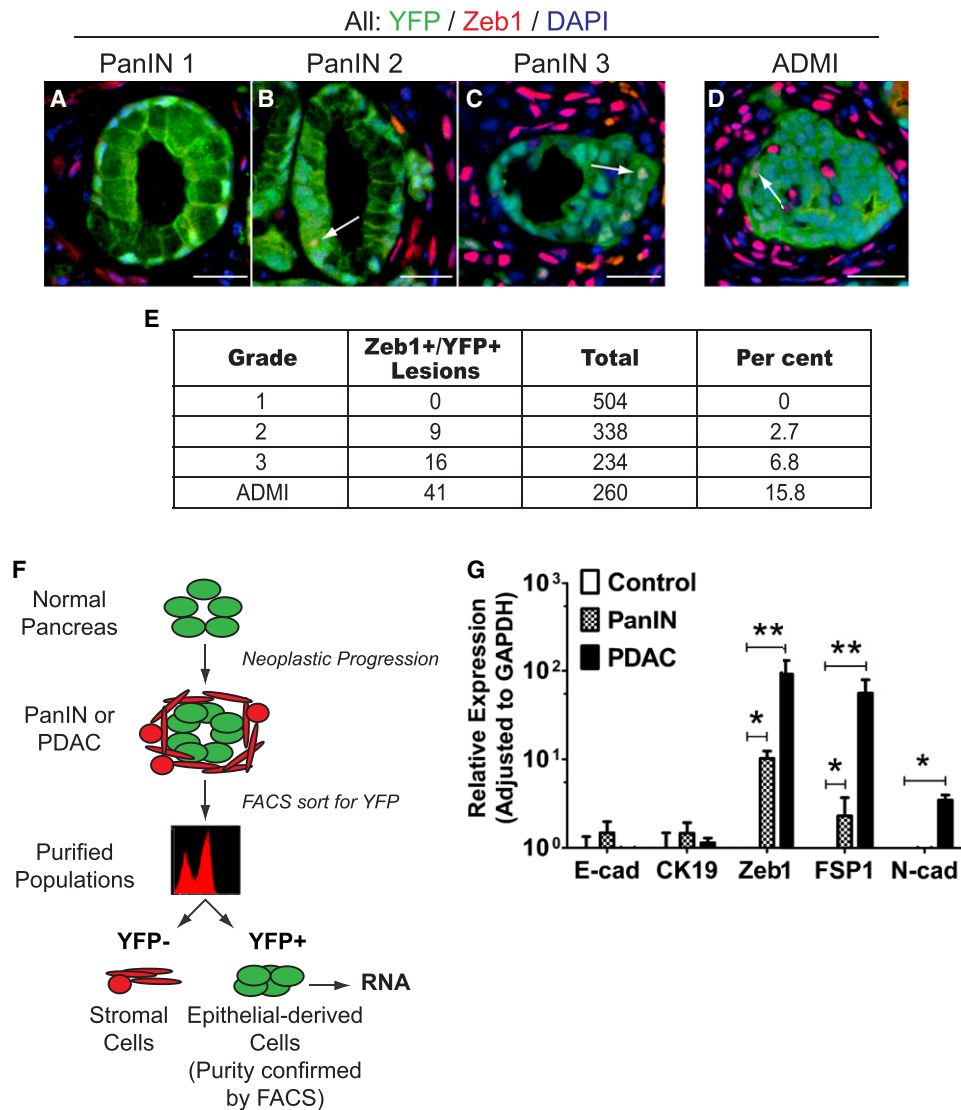 All: YFP / Zeb1 / DAPI
PanIN 1 PanIN 2 PanIN 3 ADMI
A B C D
E
Grade Zeb1+/YFP+ Lesions Total Per cent
1 0 504 0
2 9 338 2.7
3 16 234 6.8
ADMI 41 260 15.8
F
Normal
Pancreas
Neoplastic Progression
PanIN or
PDAC
FACS sort for YFP
Purified
Populations
YFP- YFP+
RNA
Stromal
Cells
Epithelial-derived
Cells
(Purity confirmed
by FACS)
G
Relative Expression
(Adjusted to GAPDH)
10³
10²
10¹
10⁰
Control
PanIN
PDAC
* ** * ** *
E-cad CK19 Zeb1 FSP1 N-cad